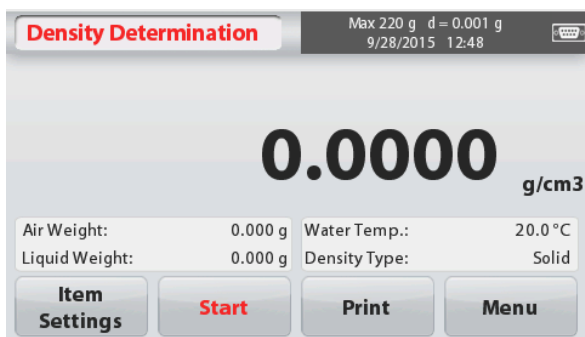 Density Determination
Max 220 g d = 0.001 g
9/28/2015 12:48
0.0000
g/cm3
Air Weight: 0.000 g
Water Temp.: 20.0 °C
Liquid Weight: 0.000 g
Density Type: Solid
Item
Settings
Start
Print
Menu